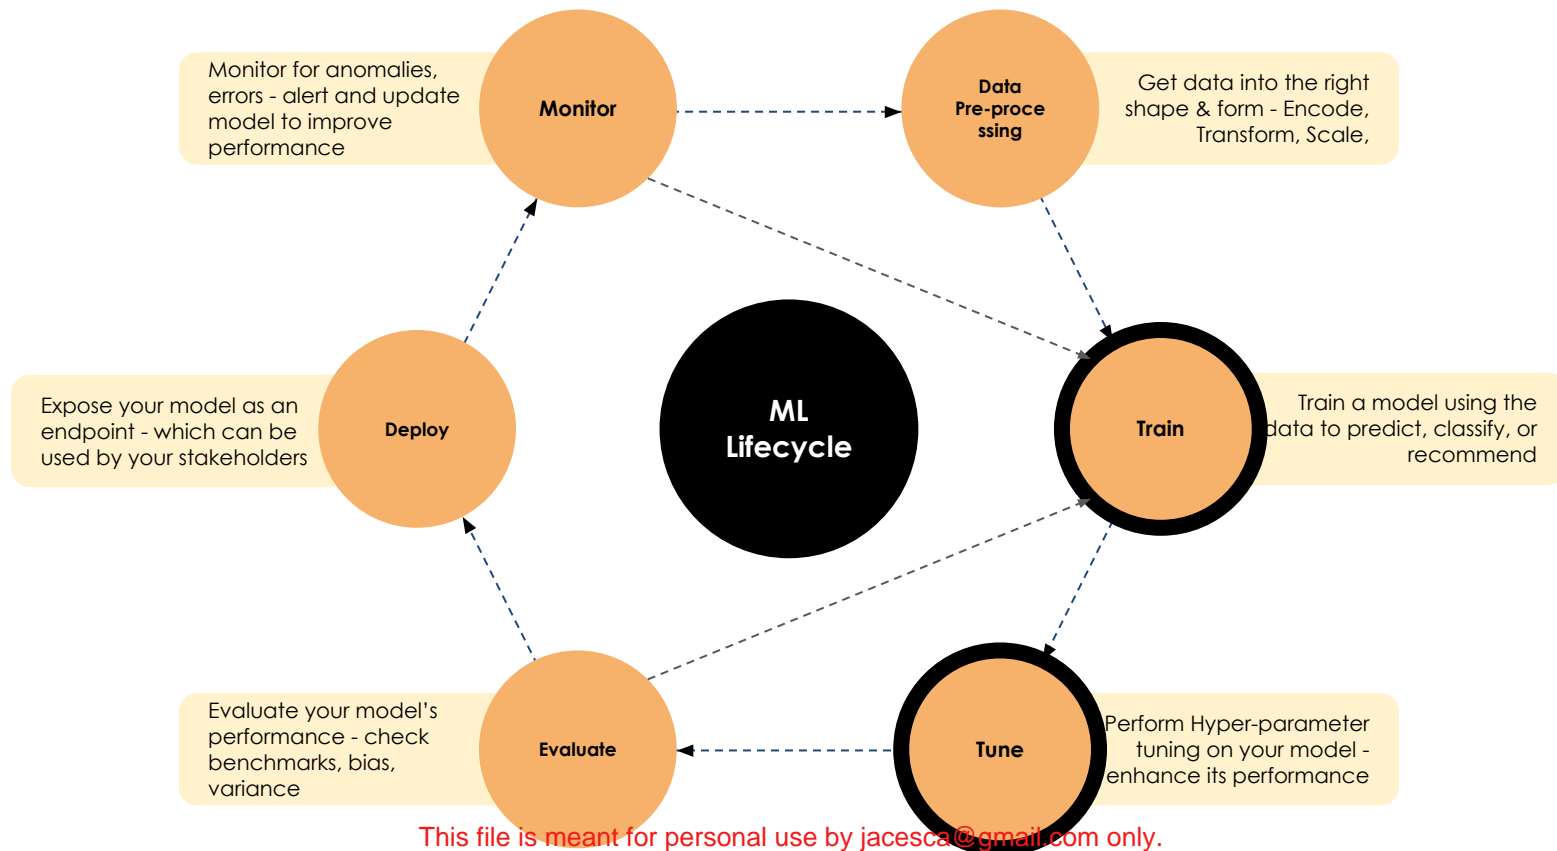 Monitor for anomalies,
errors - alert and update
model to improve
performance
Monitor
Data
Pre-proce
ssing
Get data into the right
shape & form - Encode,
Transform, Scale,
Expose your model as an
endpoint - which can be
used by your stakeholders
Deploy
ML
Lifecycle
Train
Train a model using the
data to predict, classify, or
recommend
Evaluate your model’s
performance - check
benchmarks, bias,
variance
Evaluate
Tune
Perform Hyper-parameter
tuning on your model -
enhance its performance
This file is meant for personal use by jacesca@gmail.com only.